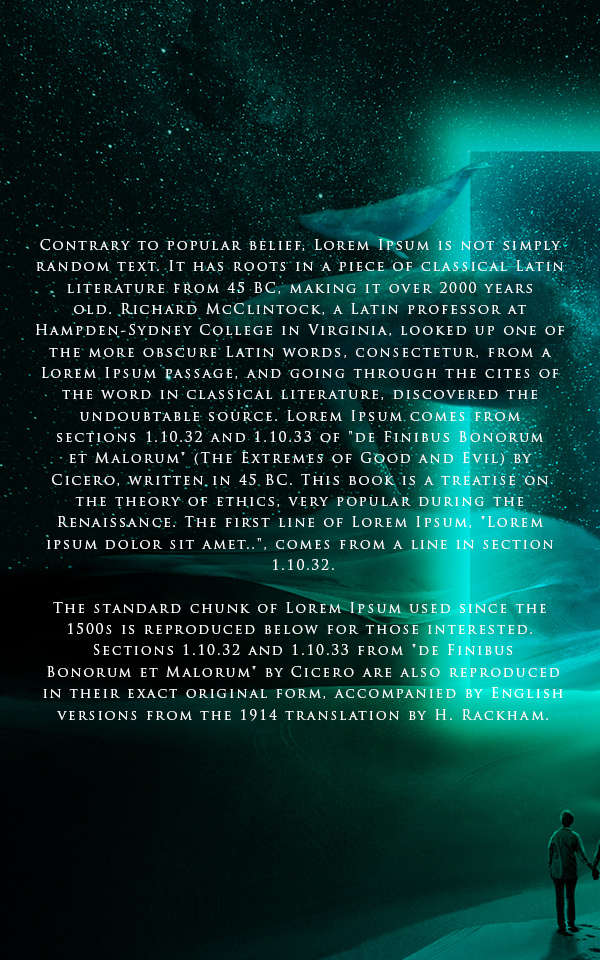 Contrary to popular belief, Lorem Ipsum is not simply
random text. It has roots in a piece of classical Latin
literature from 45 BC, making it over 2000 years
old. Richard McClintock, a Latin professor at
Hampden-Sydney College in Virginia, looked up one of
the more obscure Latin words, consectetur, from a
Lorem Ipsum passage, and going through the cites of
the word in classical literature, discovered the
undoubtable source. Lorem Ipsum comes from
sections 1.10.32 and 1.10.33 of "de Finibus Bonorum
et Malorum" (The Extremes of Good and Evil) by
Cicero, written in 45 BC. This book is a treatise on
the theory of ethics, very popular during the
Renaissance. The first line of Lorem Ipsum, "Lorem
ipsum dolor sit amet..", comes from a line in section
1.10.32.
The standard chunk of Lorem Ipsum used since the
1500s is reproduced below for those interested.
Sections 1.10.32 and 1.10.33 from "de Finibus
Bonorum et Malorum" by Cicero are also reproduced
in their exact original form, accompanied by English
versions from the 1914 translation by H. Rackham.